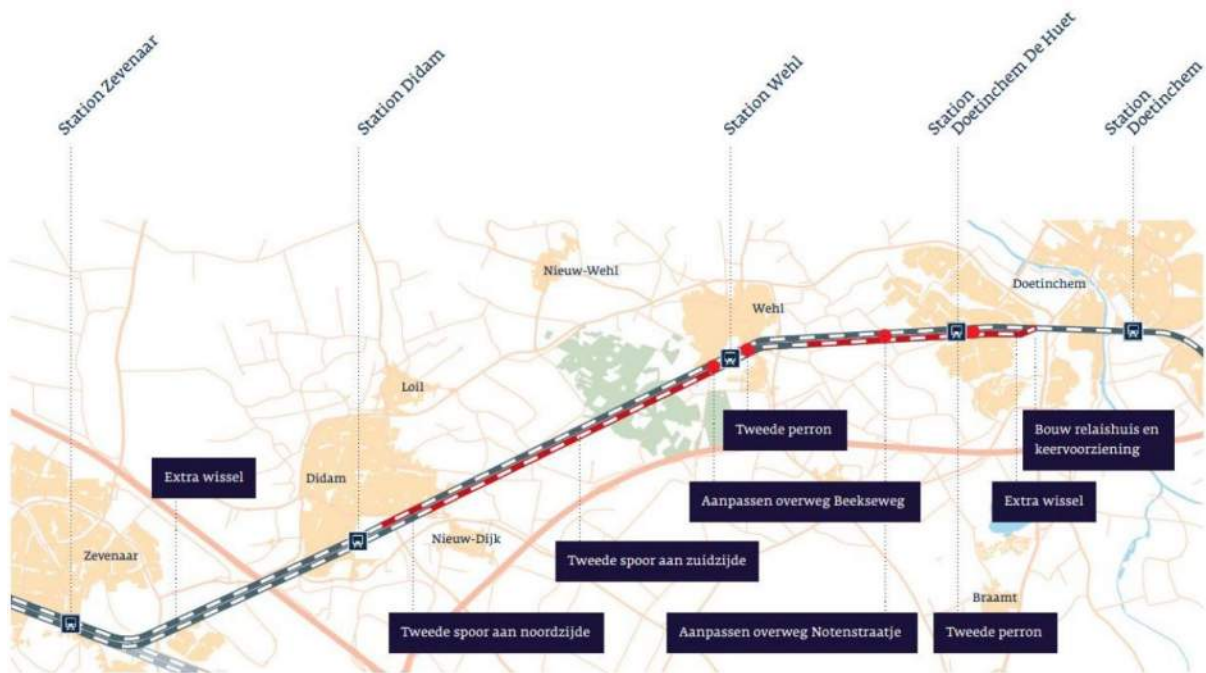 Station Zevenaar
Station Didam
Station Wehl
Station
Doetinchem De Huet
Station
Doetinchem
Nieuw-Wehl
Doetinchem
Wehl
Loil
Tweede perron
Bouw relaishuis en
keervoorziening
Extra wissel
Didam
Aanpassen overweg Beekseweg
Extra wissel
Nieuw-Dijk
Zevenaar
Tweede spoor aan zuidzijde
Braamt
Tweede spoor aan noordzijde
Aanpassen overweg Notenstraatje
Tweede perron